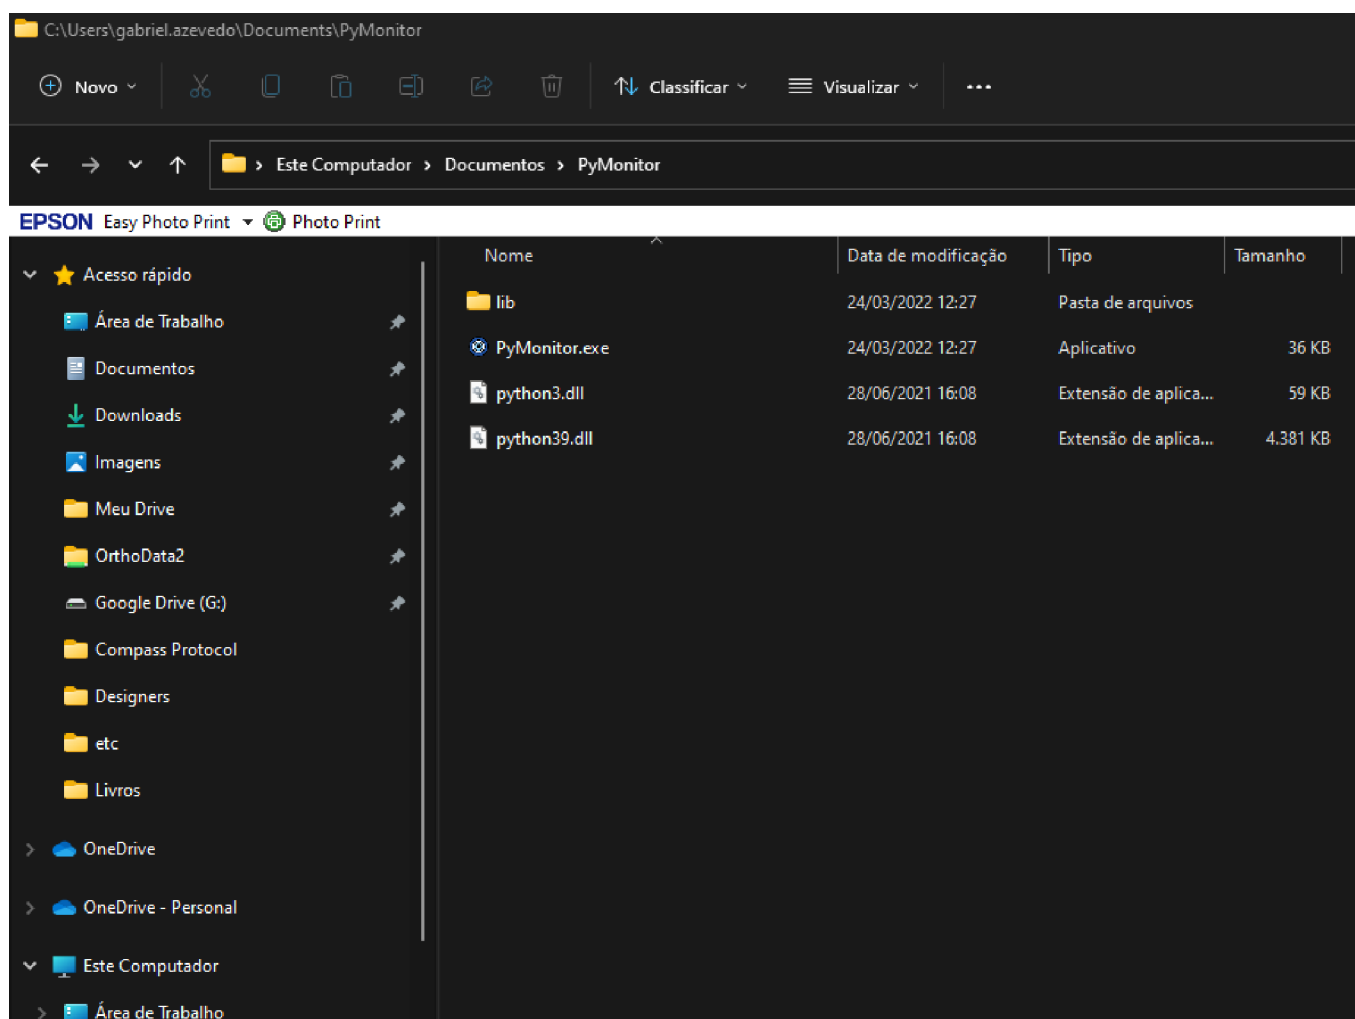 C:\Users\gabriel.azevedo\Documents\PyMonitor
Novo Classificar Visualizar ...
Este Computador > Documentos > PyMonitor
EPSON Easy Photo Print Photo Print
Nome Data de modificação Tipo Tamanho
Acesso rápido
Área de Trabalho
Documentos
Downloads
Imagens
Meu Drive
OrthoData2
Google Drive (G:)
Compass Protocol
Designers
etc
Livros
OneDrive
OneDrive - Personal
Este Computador
Área de Trabalho
lib 24/03/2022 12:27 Pasta de arquivos
PyMonitor.exe 24/03/2022 12:27 Aplicativo 36 KB
python3.dll 28/06/2021 16:08 Extensão de aplica... 59 KB
python39.dll 28/06/2021 16:08 Extensão de aplica... 4.381 KB